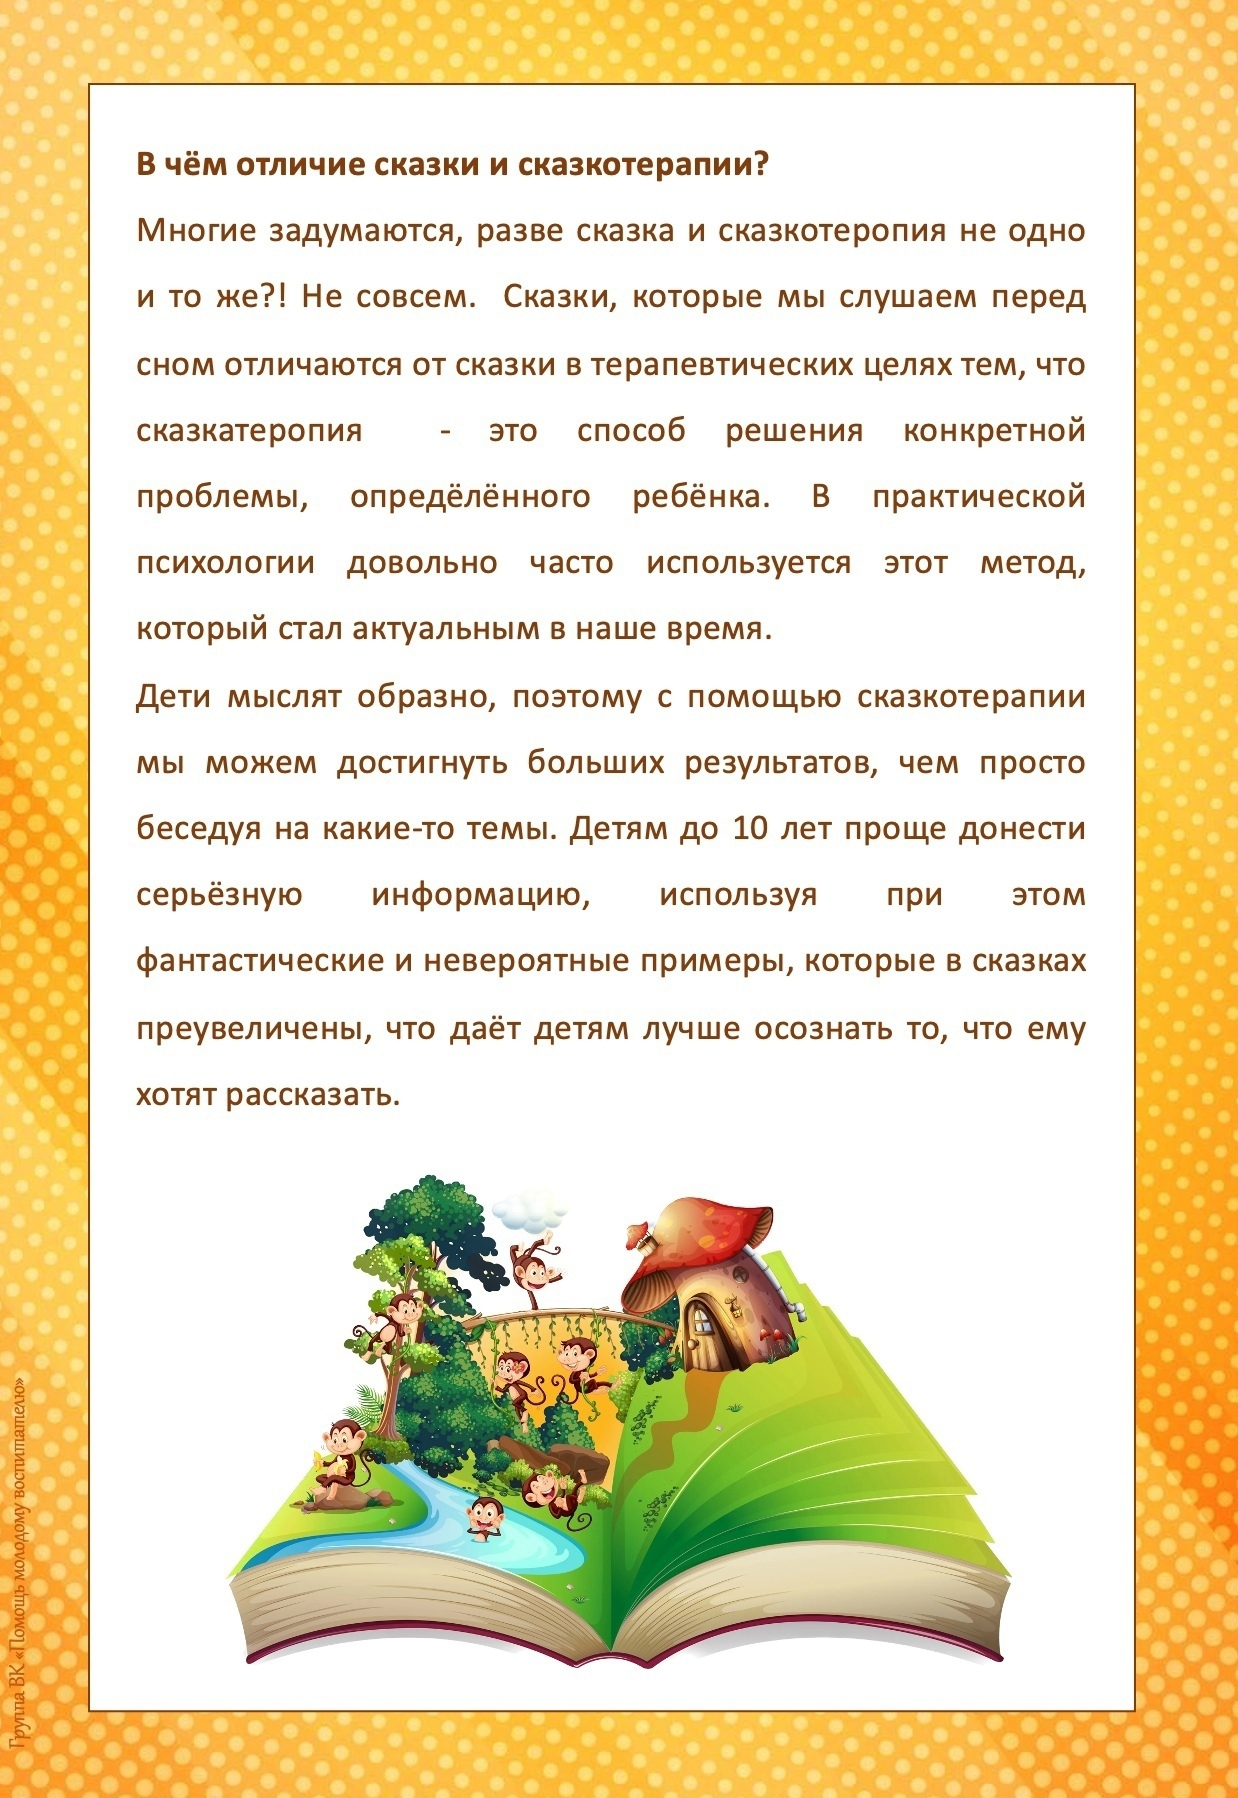 В чём отличие сказки и сказкотерапии?
Многие задумаются, разве сказка и сказкотеропия не одно
и то же?! Не совсем. Сказки, которые мы слушаем перед
сном отличаются от сказки в терапевтических целях тем, что
сказкатеропия - это способ решения конкретной
проблемы, опредёлённого ребёнка. В практической
психологии довольно часто используется этот метод,
который стал актуальным в наше время.
Дети мыслят образно, поэтому с помощью сказкотерапии
мы можем достигнуть больших результатов, чем просто
беседуя на какие-то темы. Детям до 10 лет проще донести
серьёзную информацию, используя при этом
фантастические и невероятные примеры, которые в сказках
преувеличены, что даёт детям лучше осознать то, что ему
хотят рассказать.
Группа ВК «Помощь молодому воспитателю»